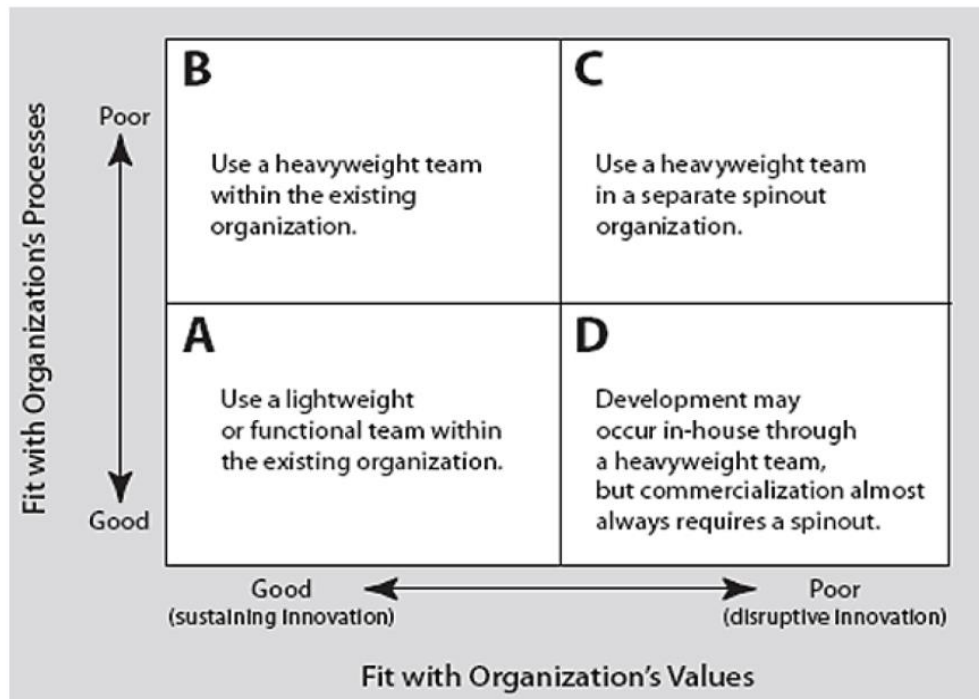 Fit with Organization's Processes
Poor
Good
B
Use a heavyweight team
within the existing
organization.
C
Use a heavyweight team
in a separate spinout
organization.
A
Use a lightweight
or functional team within
the existing organization.
D
Development may
occur in-house through
a heavyweight team,
but commercialization almost
always requires a spinout.
Good
(sustaining innovation)
Poor
(disruptive innovation)
Fit with Organization's Values